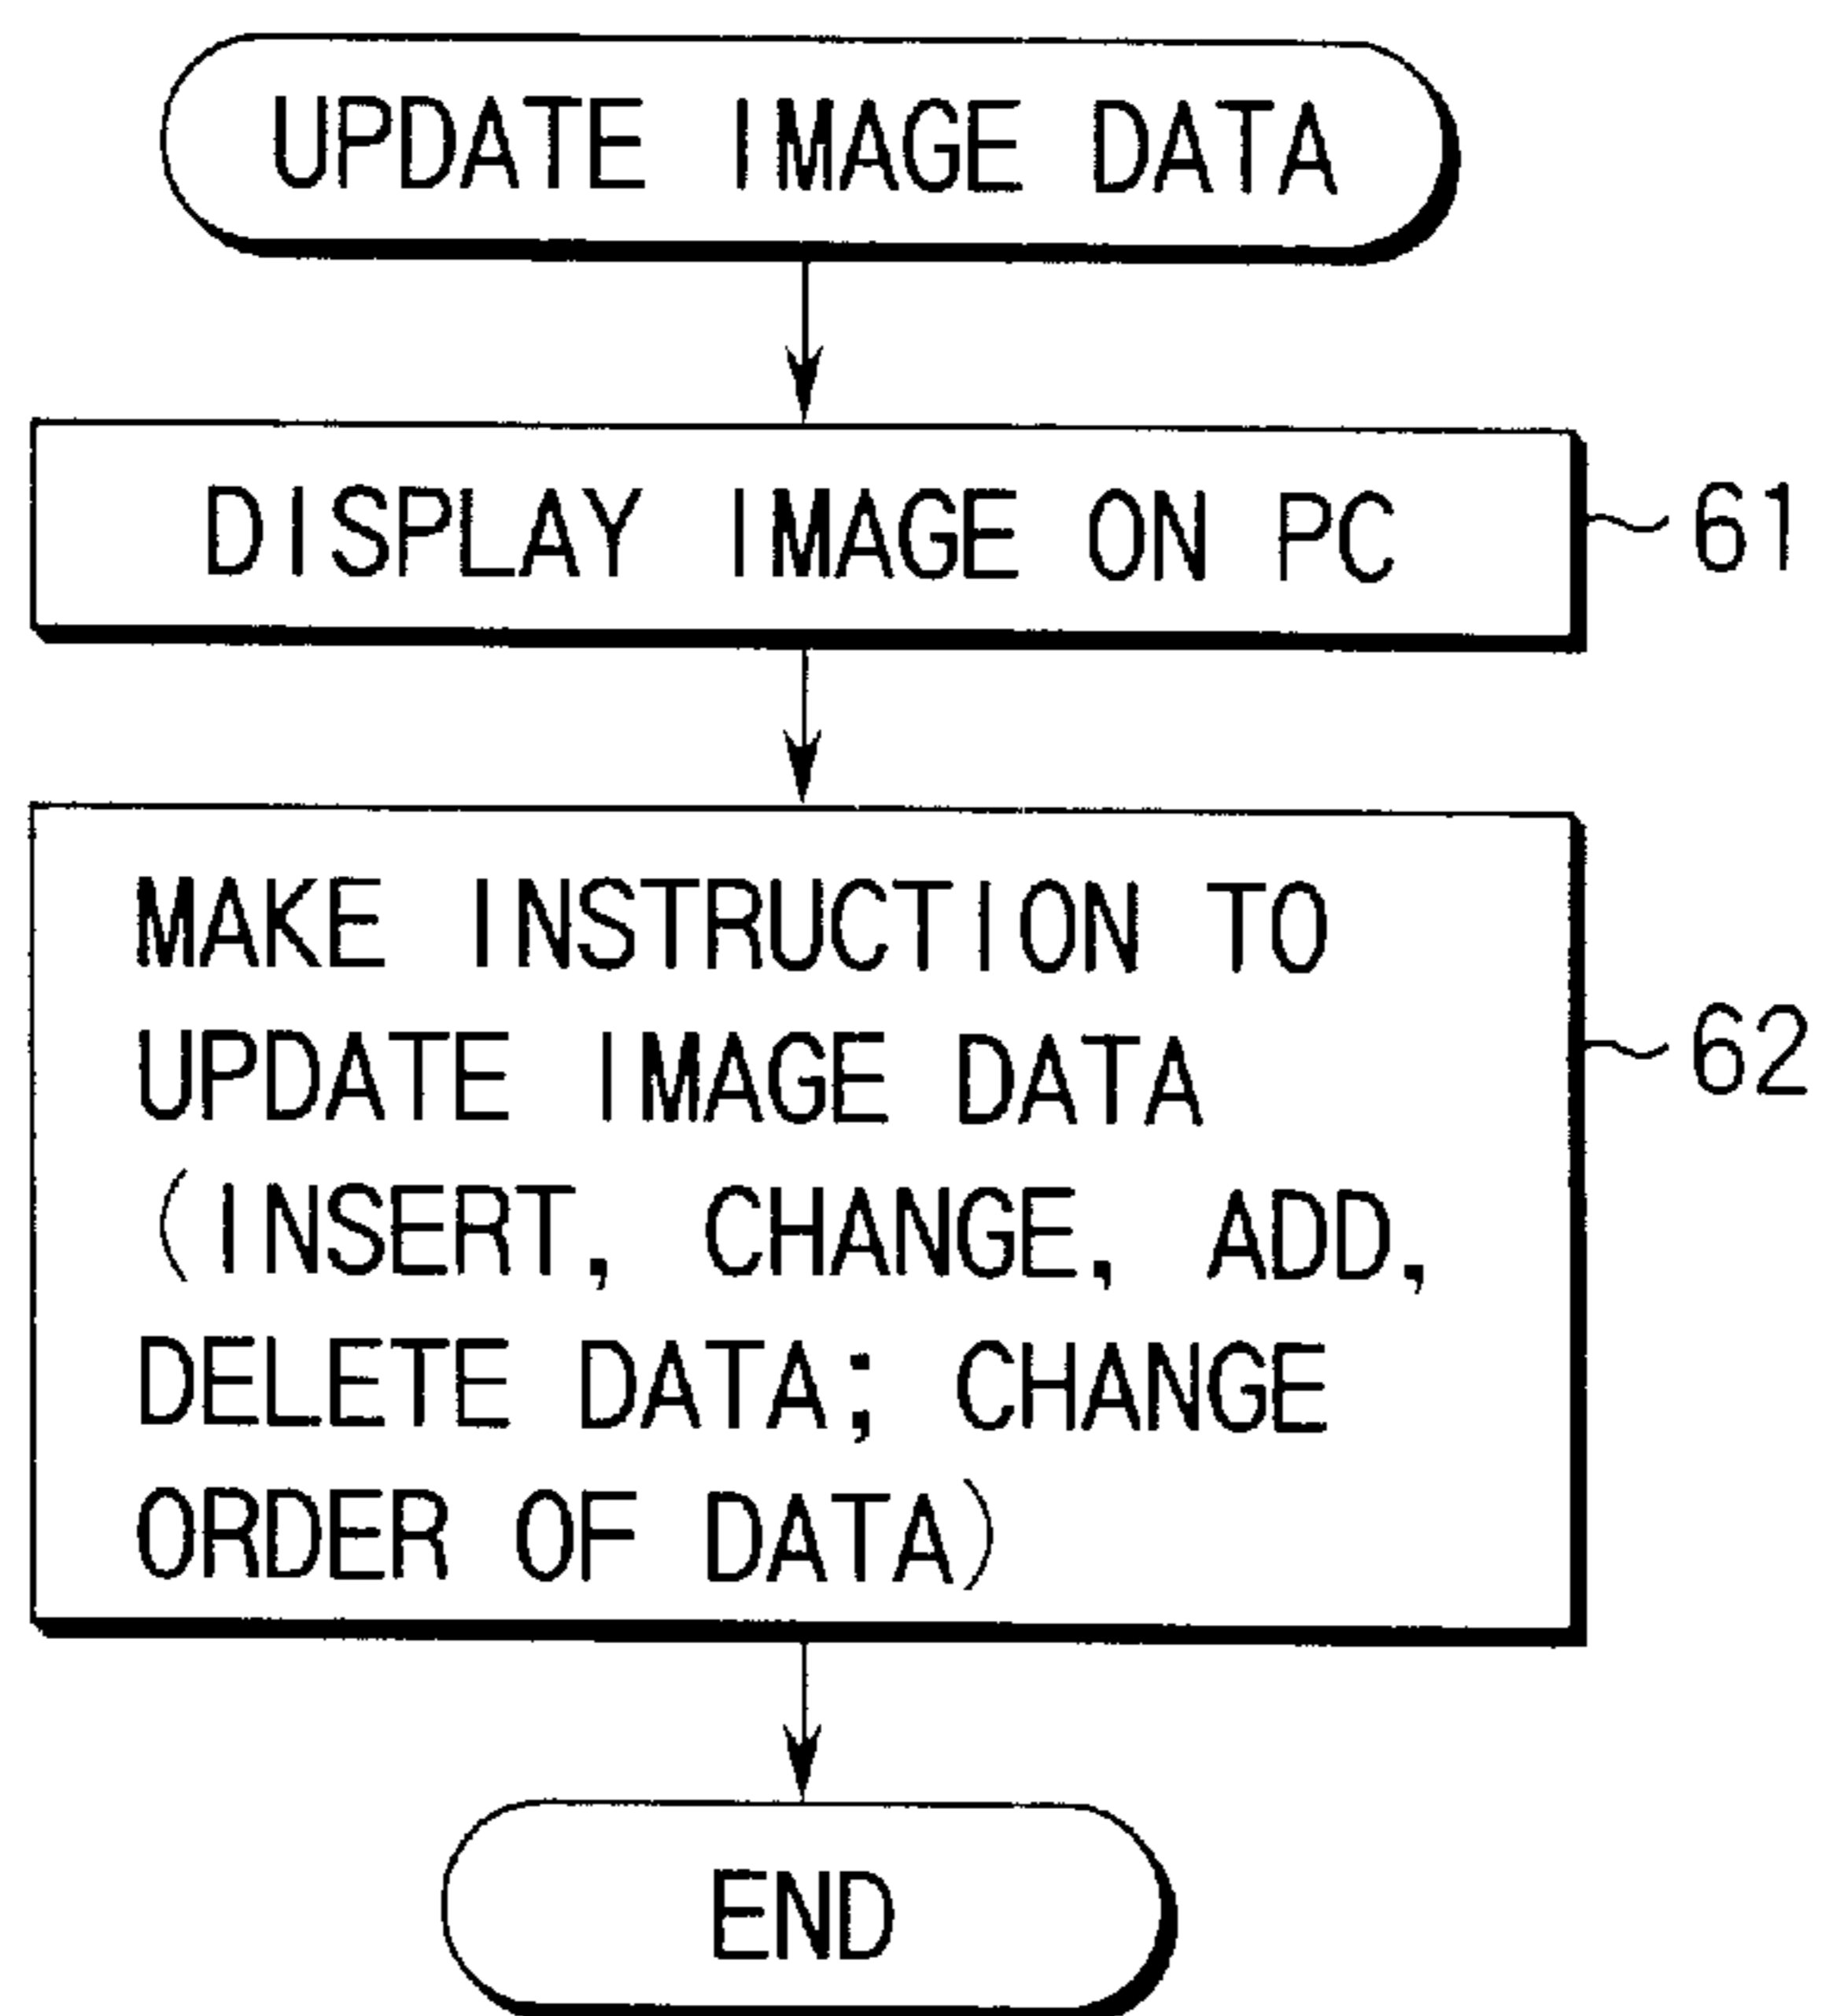 UPDATE IMAGE DATA
DISPLAY IMAGE ON PC
61
MAKE INSTRUCTION TO
UPDATE IMAGE DATA
(INSERT, CHANGE, ADD,
DELETE DATA; CHANGE
ORDER OF DATA)
62
END